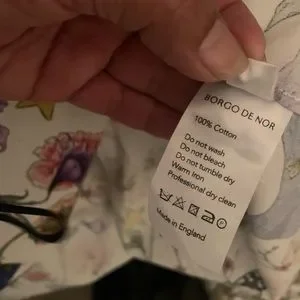 BORGO DE NOR
100% Cotton
Do not wash
Do not bleach
Do not tumble dry
Warm iron
Professional dry clean
Made in England